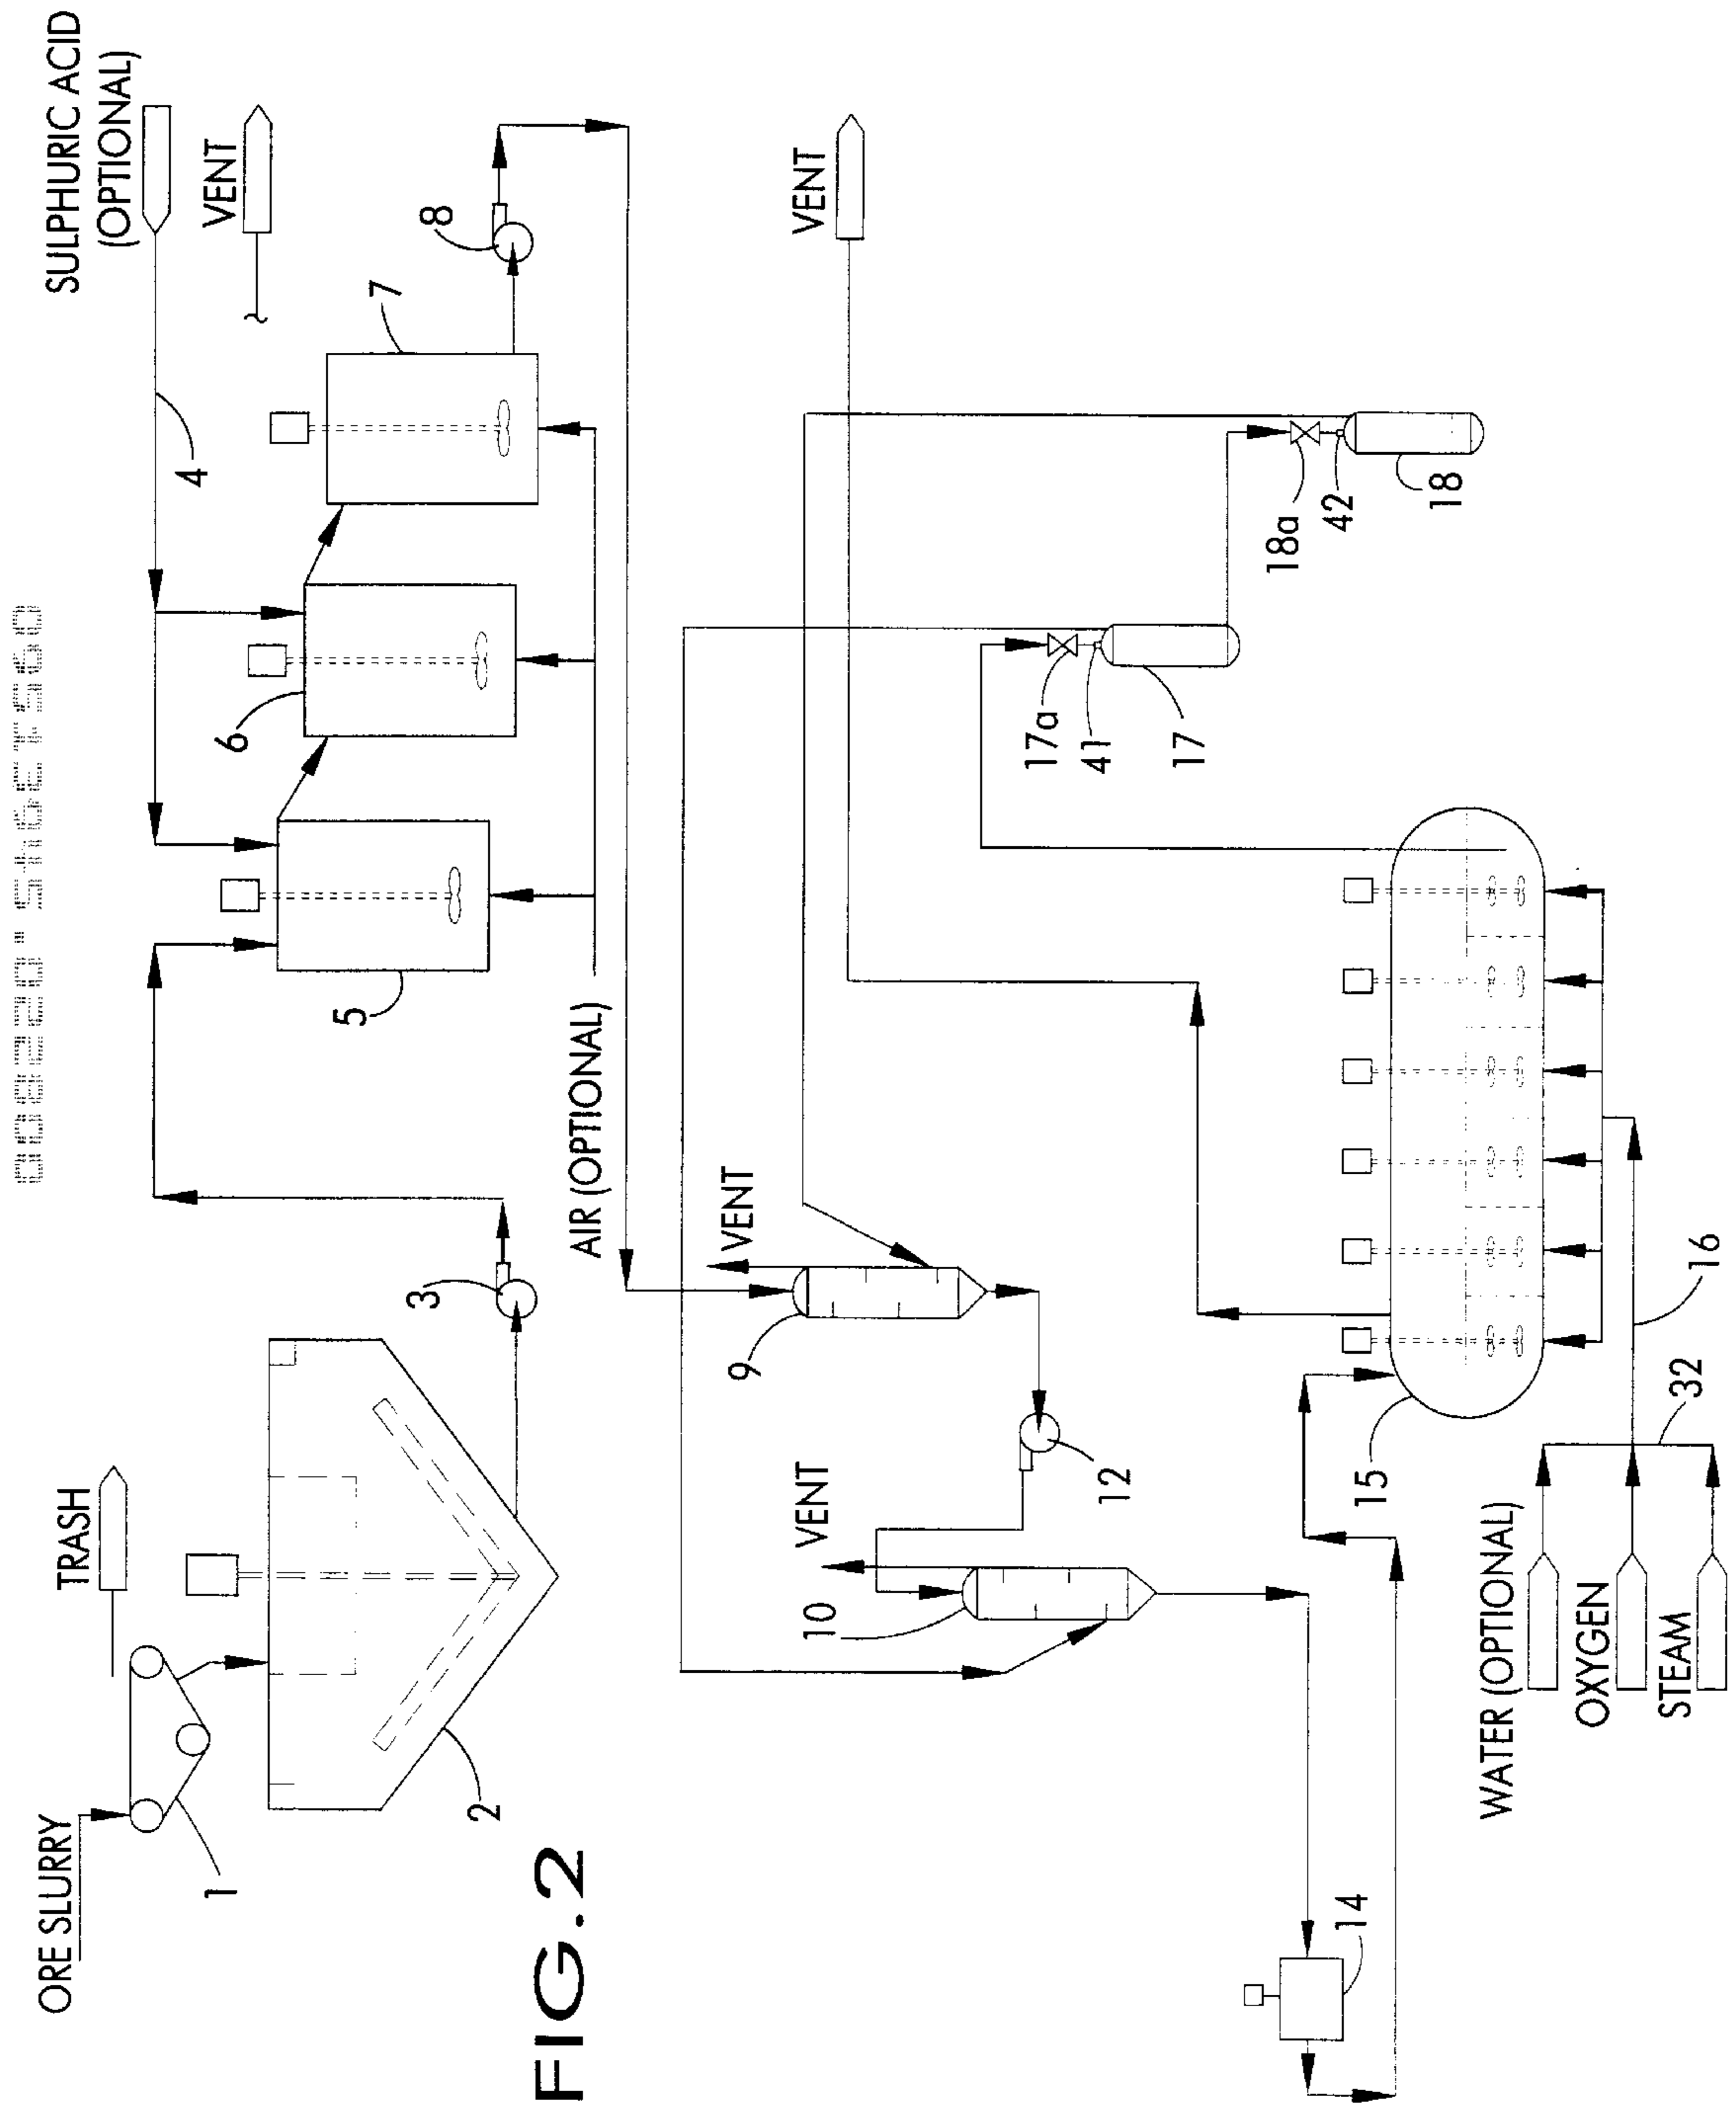 SULPHURIC ACID
(OPTIONAL)
VENT
4
6
7
8
5
AIR (OPTIONAL)
TRASH
ORE SLURRY
1
2
3
FIG.2
VENT
VENT
VENT
9
10
12
14
15
16
32
17a
41
17
18a
42
18
WATER (OPTIONAL)
OXYGEN
STEAM